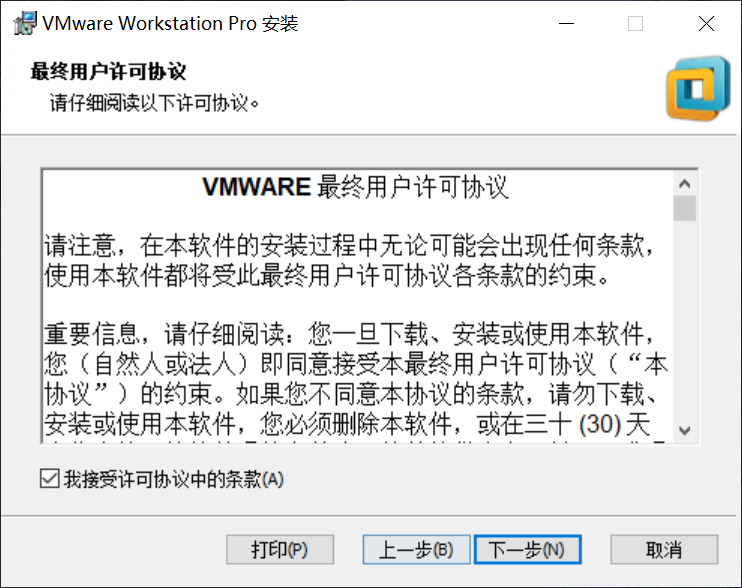 VMware Workstation Pro 安装
最终用户许可协议
请仔细阅读以下许可协议。
VMWARE 最终用户许可协议
请注意，在本软件的安装过程中无论可能会出现任何条款，
使用本软件都将受此最终用户许可协议各条款的约束。
重要信息，请仔细阅读：您一旦下载、安装或使用本软件，
您（自然人或法人）即同意接受本最终用户许可协议（“本
协议”）的约束。如果您不同意本协议的条款，请勿下载、
安装或使用本软件，您必须删除本软件，或在三十 (30) 天
我接受许可协议中的条款(A)
打印(P)
上一步(B)
下一步(N)
取消